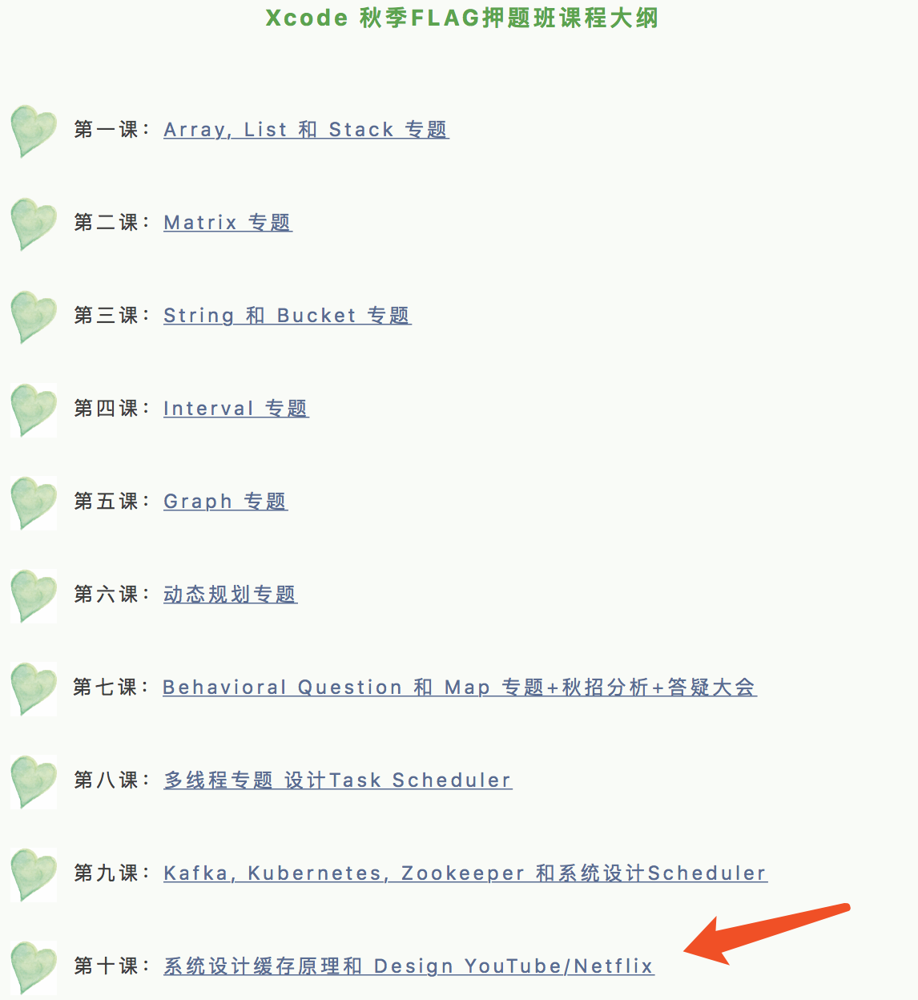 Xcode 秋季FLAG押题班课程大纲
第一课：Array, List 和 Stack 专题
第二课：Matrix 专题
第三课：String 和 Bucket 专题
第四课：Interval 专题
第五课：Graph 专题
第六课：动态规划专题
第七课：Behavioral Question 和 Map 专题+秋招分析+答疑大会
第八课：多线程专题 设计Task Scheduler
第九课：Kafka, Kubernetes, Zookeeper 和系统设计Scheduler
第十课：系统设计缓存原理和 Design YouTube/Netflix